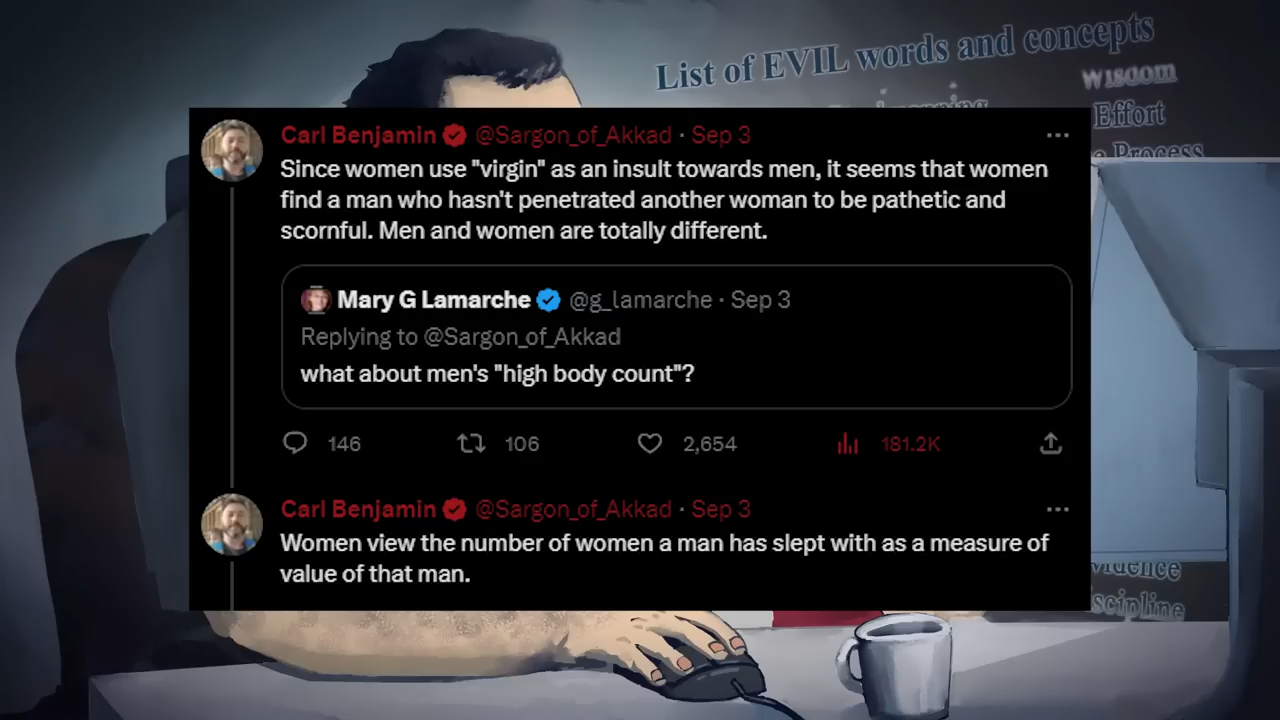 List of EVIL words and concepts
Wisdom
Effort
Process
Carl Benjamin @Sargon_of_Akkad · Sep 3
Since women use "virgin" as an insult towards men, it seems that women
find a man who hasn't penetrated another woman to be pathetic and
scornful. Men and women are totally different.
Mary G Lamarche @g_lamarche · Sep 3
Replying to @Sargon_of_Akkad
what about men's "high body count"?
146 106 2,654 181.2K
Carl Benjamin @Sargon_of_Akkad · Sep 3
Women view the number of women a man has slept with as a measure of
value of that man.